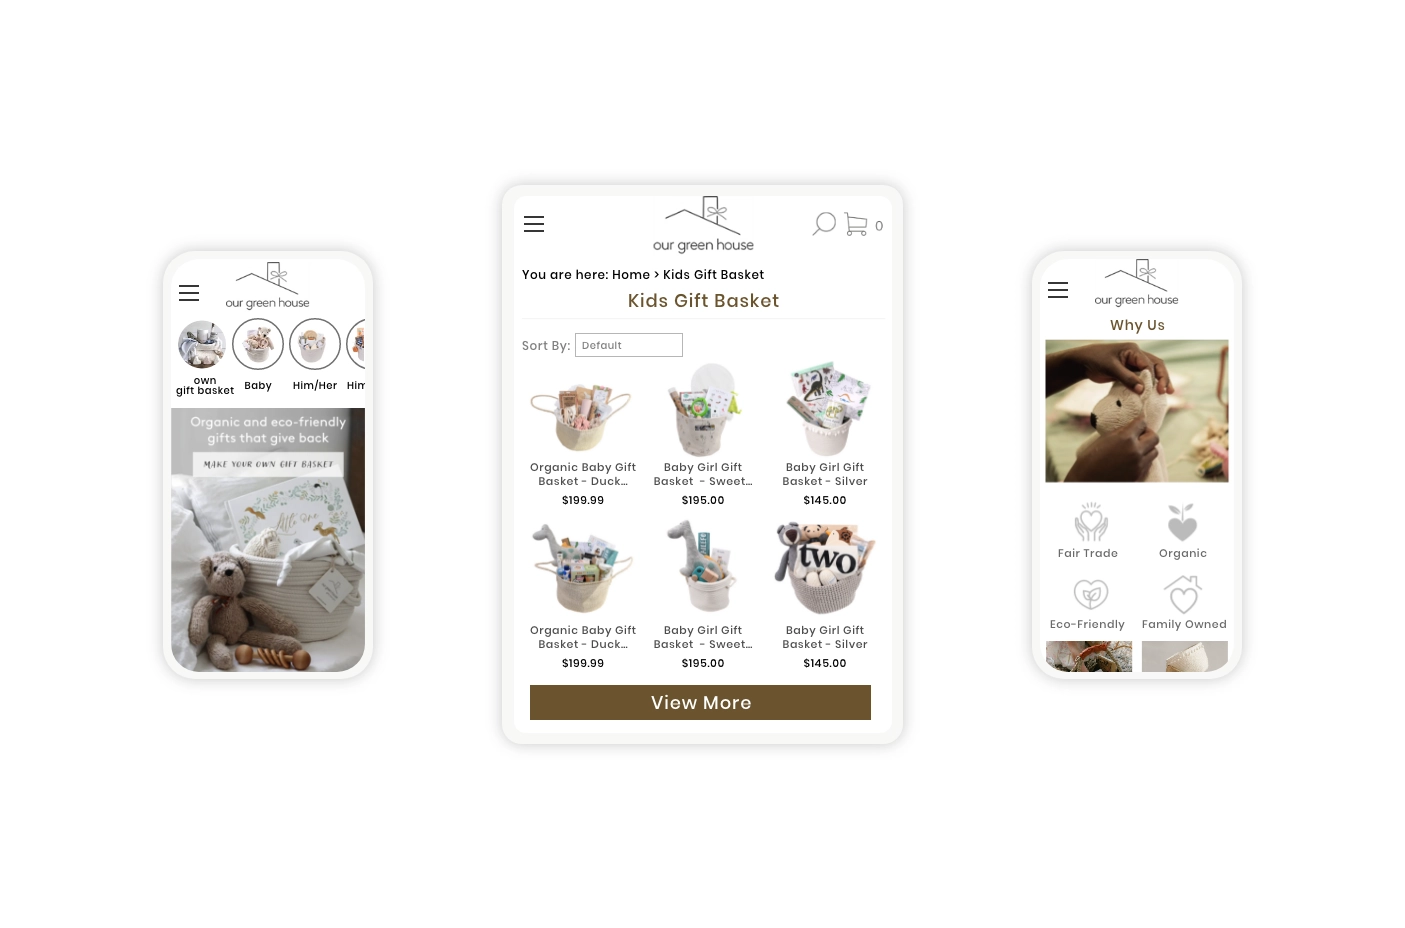 our green house
own
gift basket
Baby
Him/Her
Him
Organic and eco-friendly
gifts that give back
MAKE YOUR OWN GIFT BASKET
little one
our green house
0
You are here: Home > Kids Gift Basket
Kids Gift Basket
Sort By:
Default
Organic Baby Gift
Basket - Duck...
$199.99
Baby Girl Gift
Basket - Sweet...
$195.00
Baby Girl Gift
Basket - Silver
$145.00
two
Organic Baby Gift
Basket - Duck...
$199.99
Baby Girl Gift
Basket - Sweet...
$195.00
Baby Girl Gift
Basket - Silver
$145.00
View More
our green house
Why Us
Fair Trade
Organic
Eco-Friendly
Family Owned